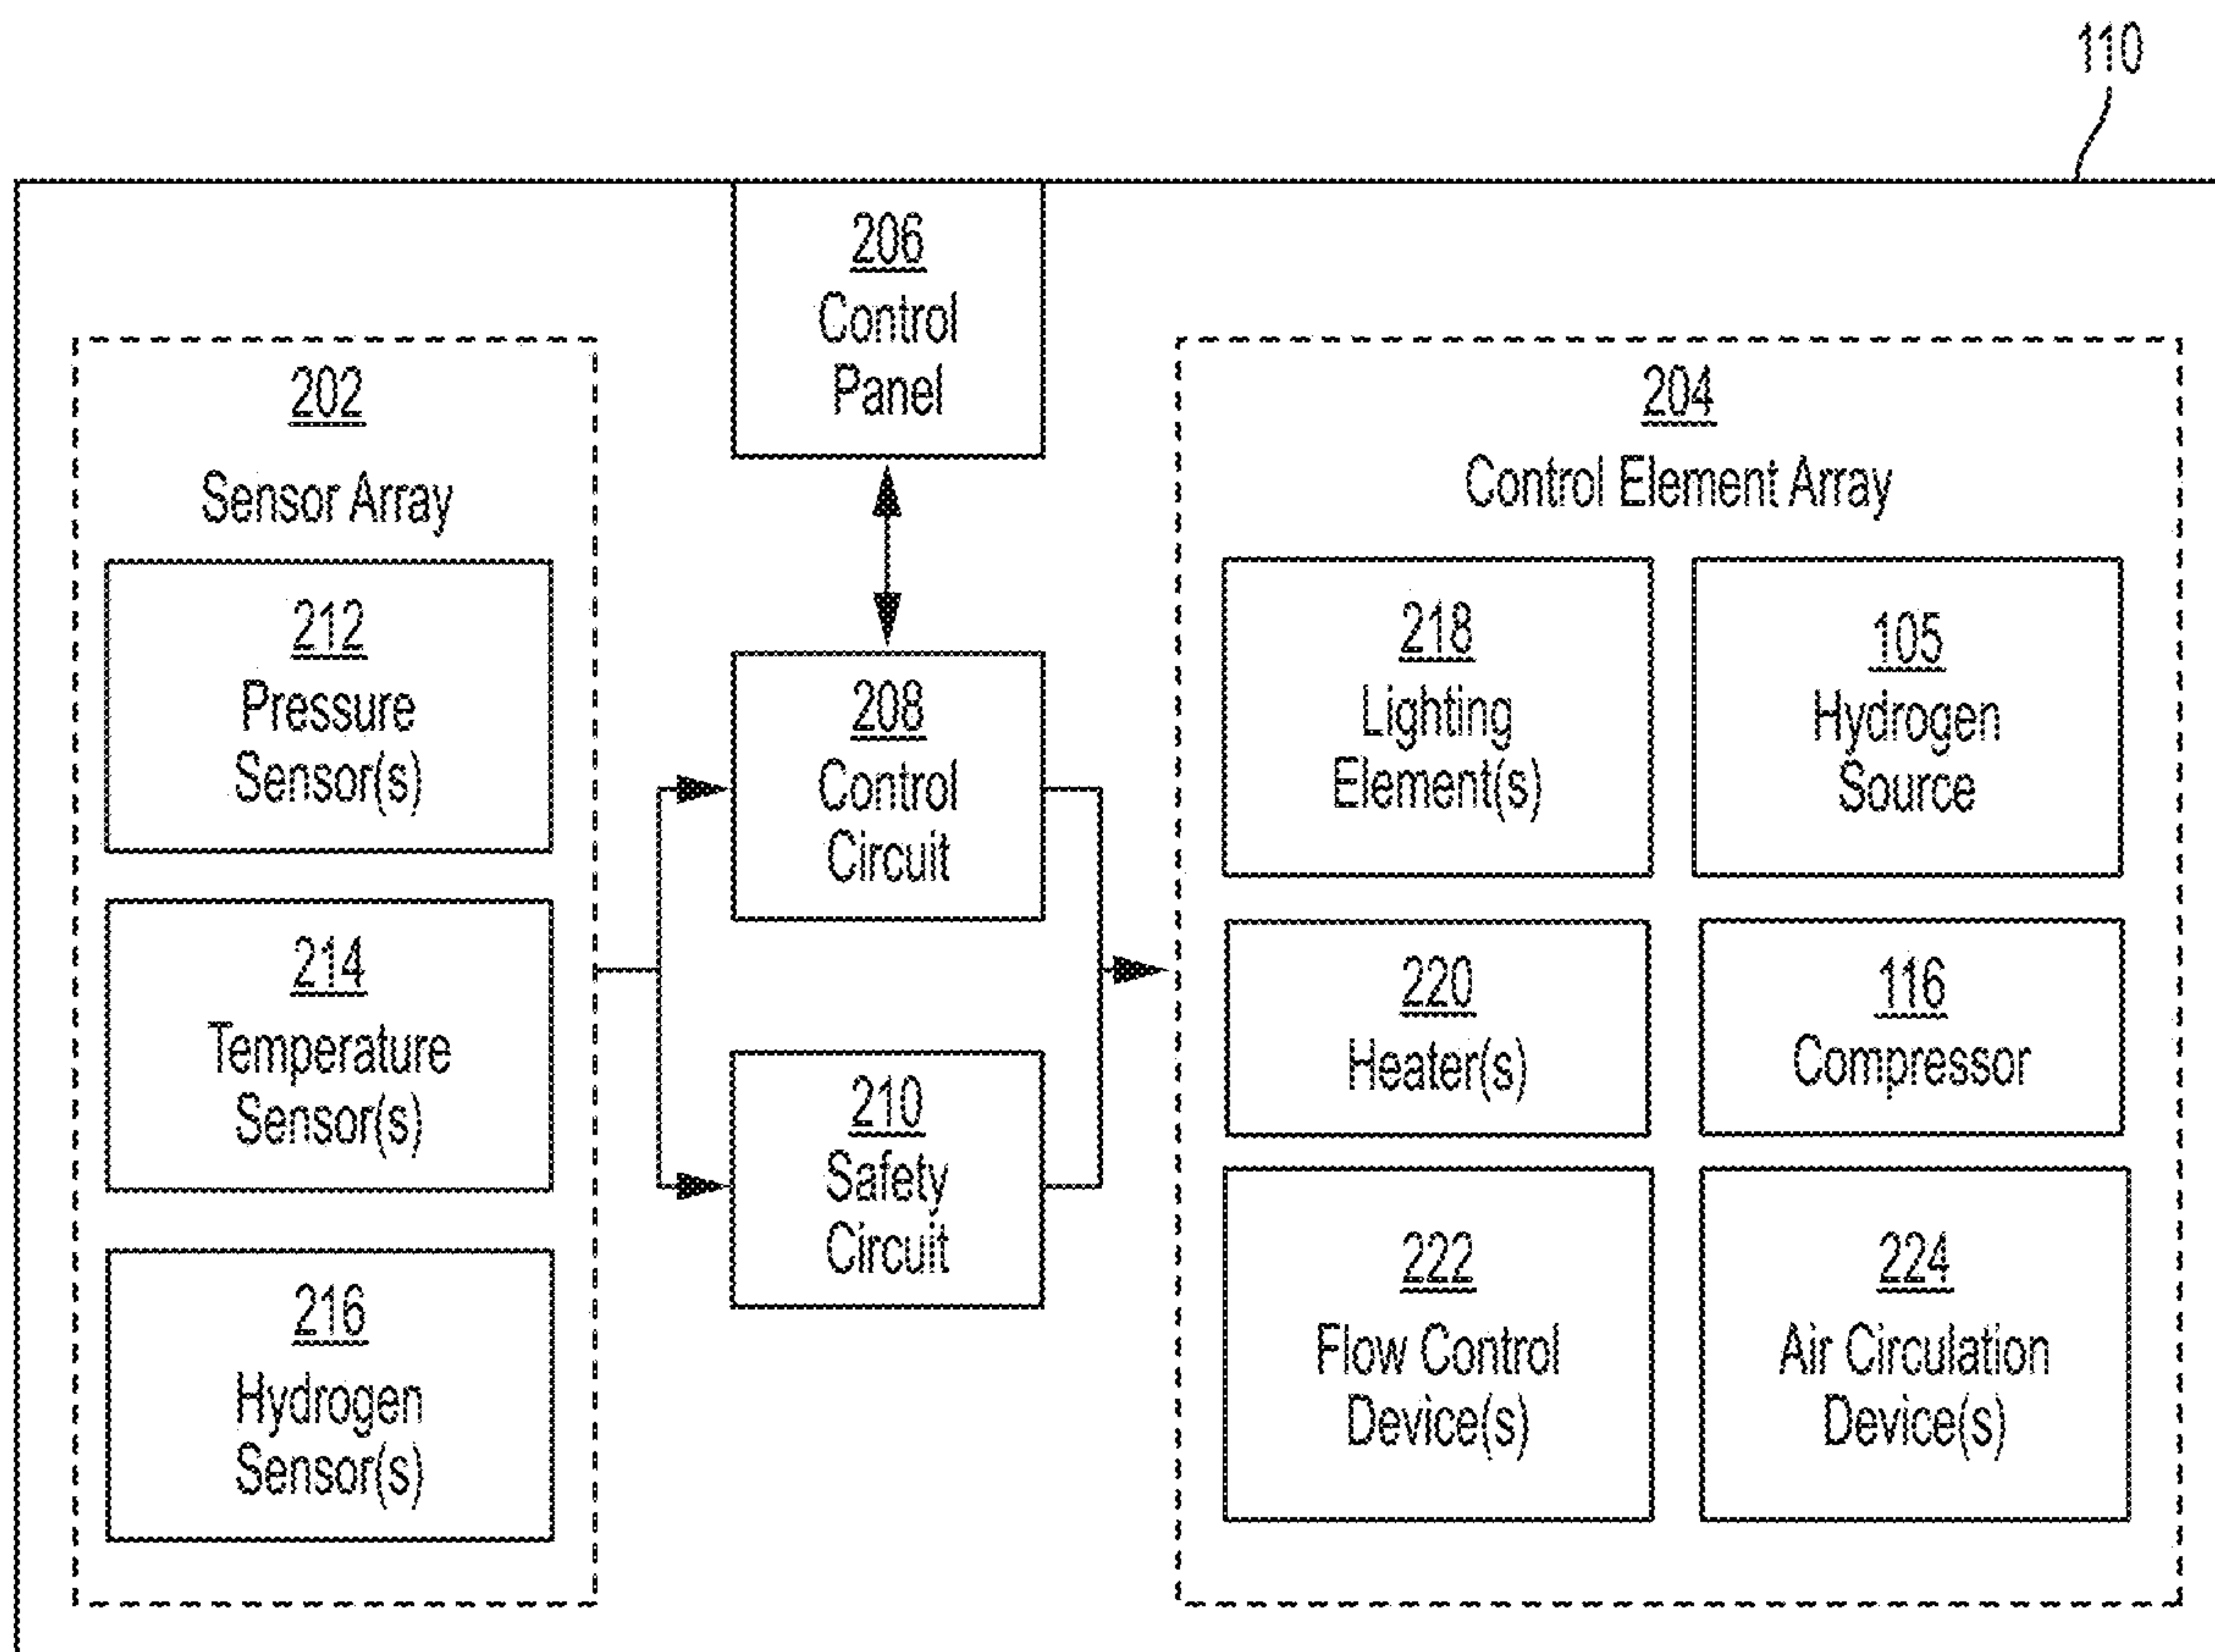 110
206
Control
Panel
202
Sensor Array
212
Pressure
Sensor(s)
214
Temperature
Sensor(s)
216
Hydrogen
Sensor(s)
208
Control
Circuit
210
Safety
Circuit
204
Control Element Array
218
Lighting
Element(s)
105
Hydrogen
Source
220
Heater(s)
116
Compressor
222
Flow Control
Device(s)
224
Air Circulation
Device(s)